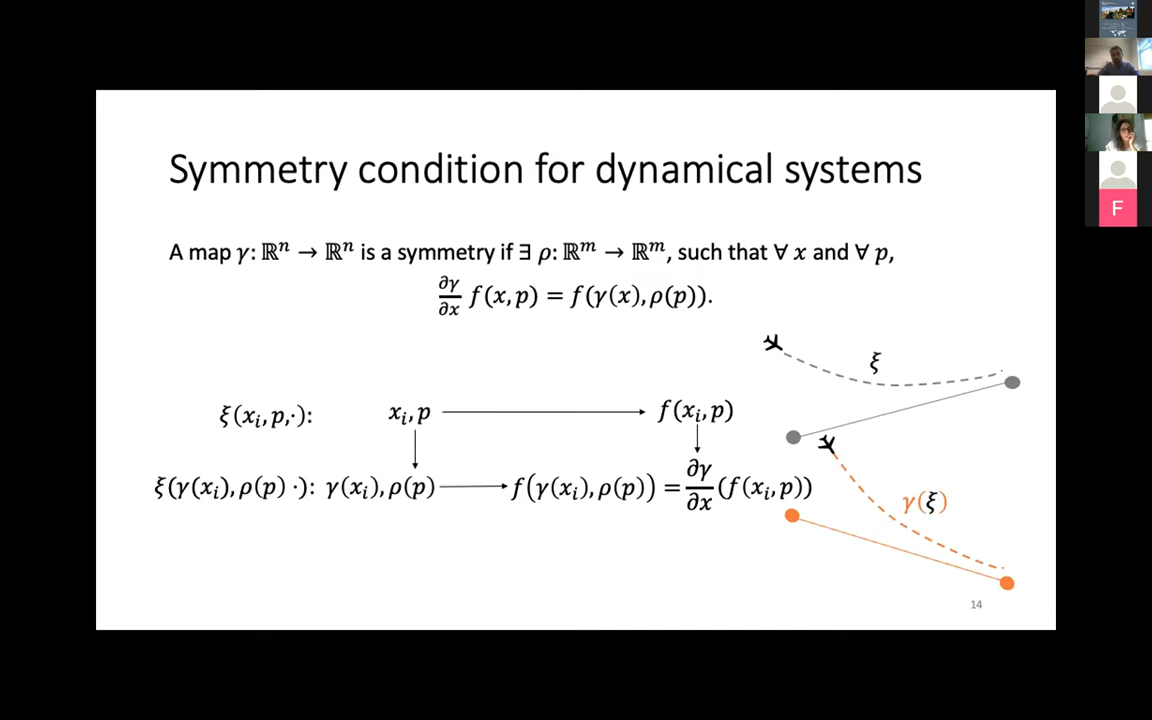 Symmetry condition for dynamical systems
A map γ: ℝⁿ → ℝⁿ is a symmetry if ∃ ρ: ℝᵐ → ℝᵐ, such that ∀ x and ∀ p,
∂γ/∂x f(x, p) = f(γ(x), ρ(p)).
ξ
ξ(xᵢ, p,·): xᵢ, p f(xᵢ, p)
ξ(γ(xᵢ), ρ(p) ·): γ(xᵢ), ρ(p) f(γ(xᵢ), ρ(p)) = ∂γ/∂x (f(xᵢ, p))
γ(ξ)
14
F